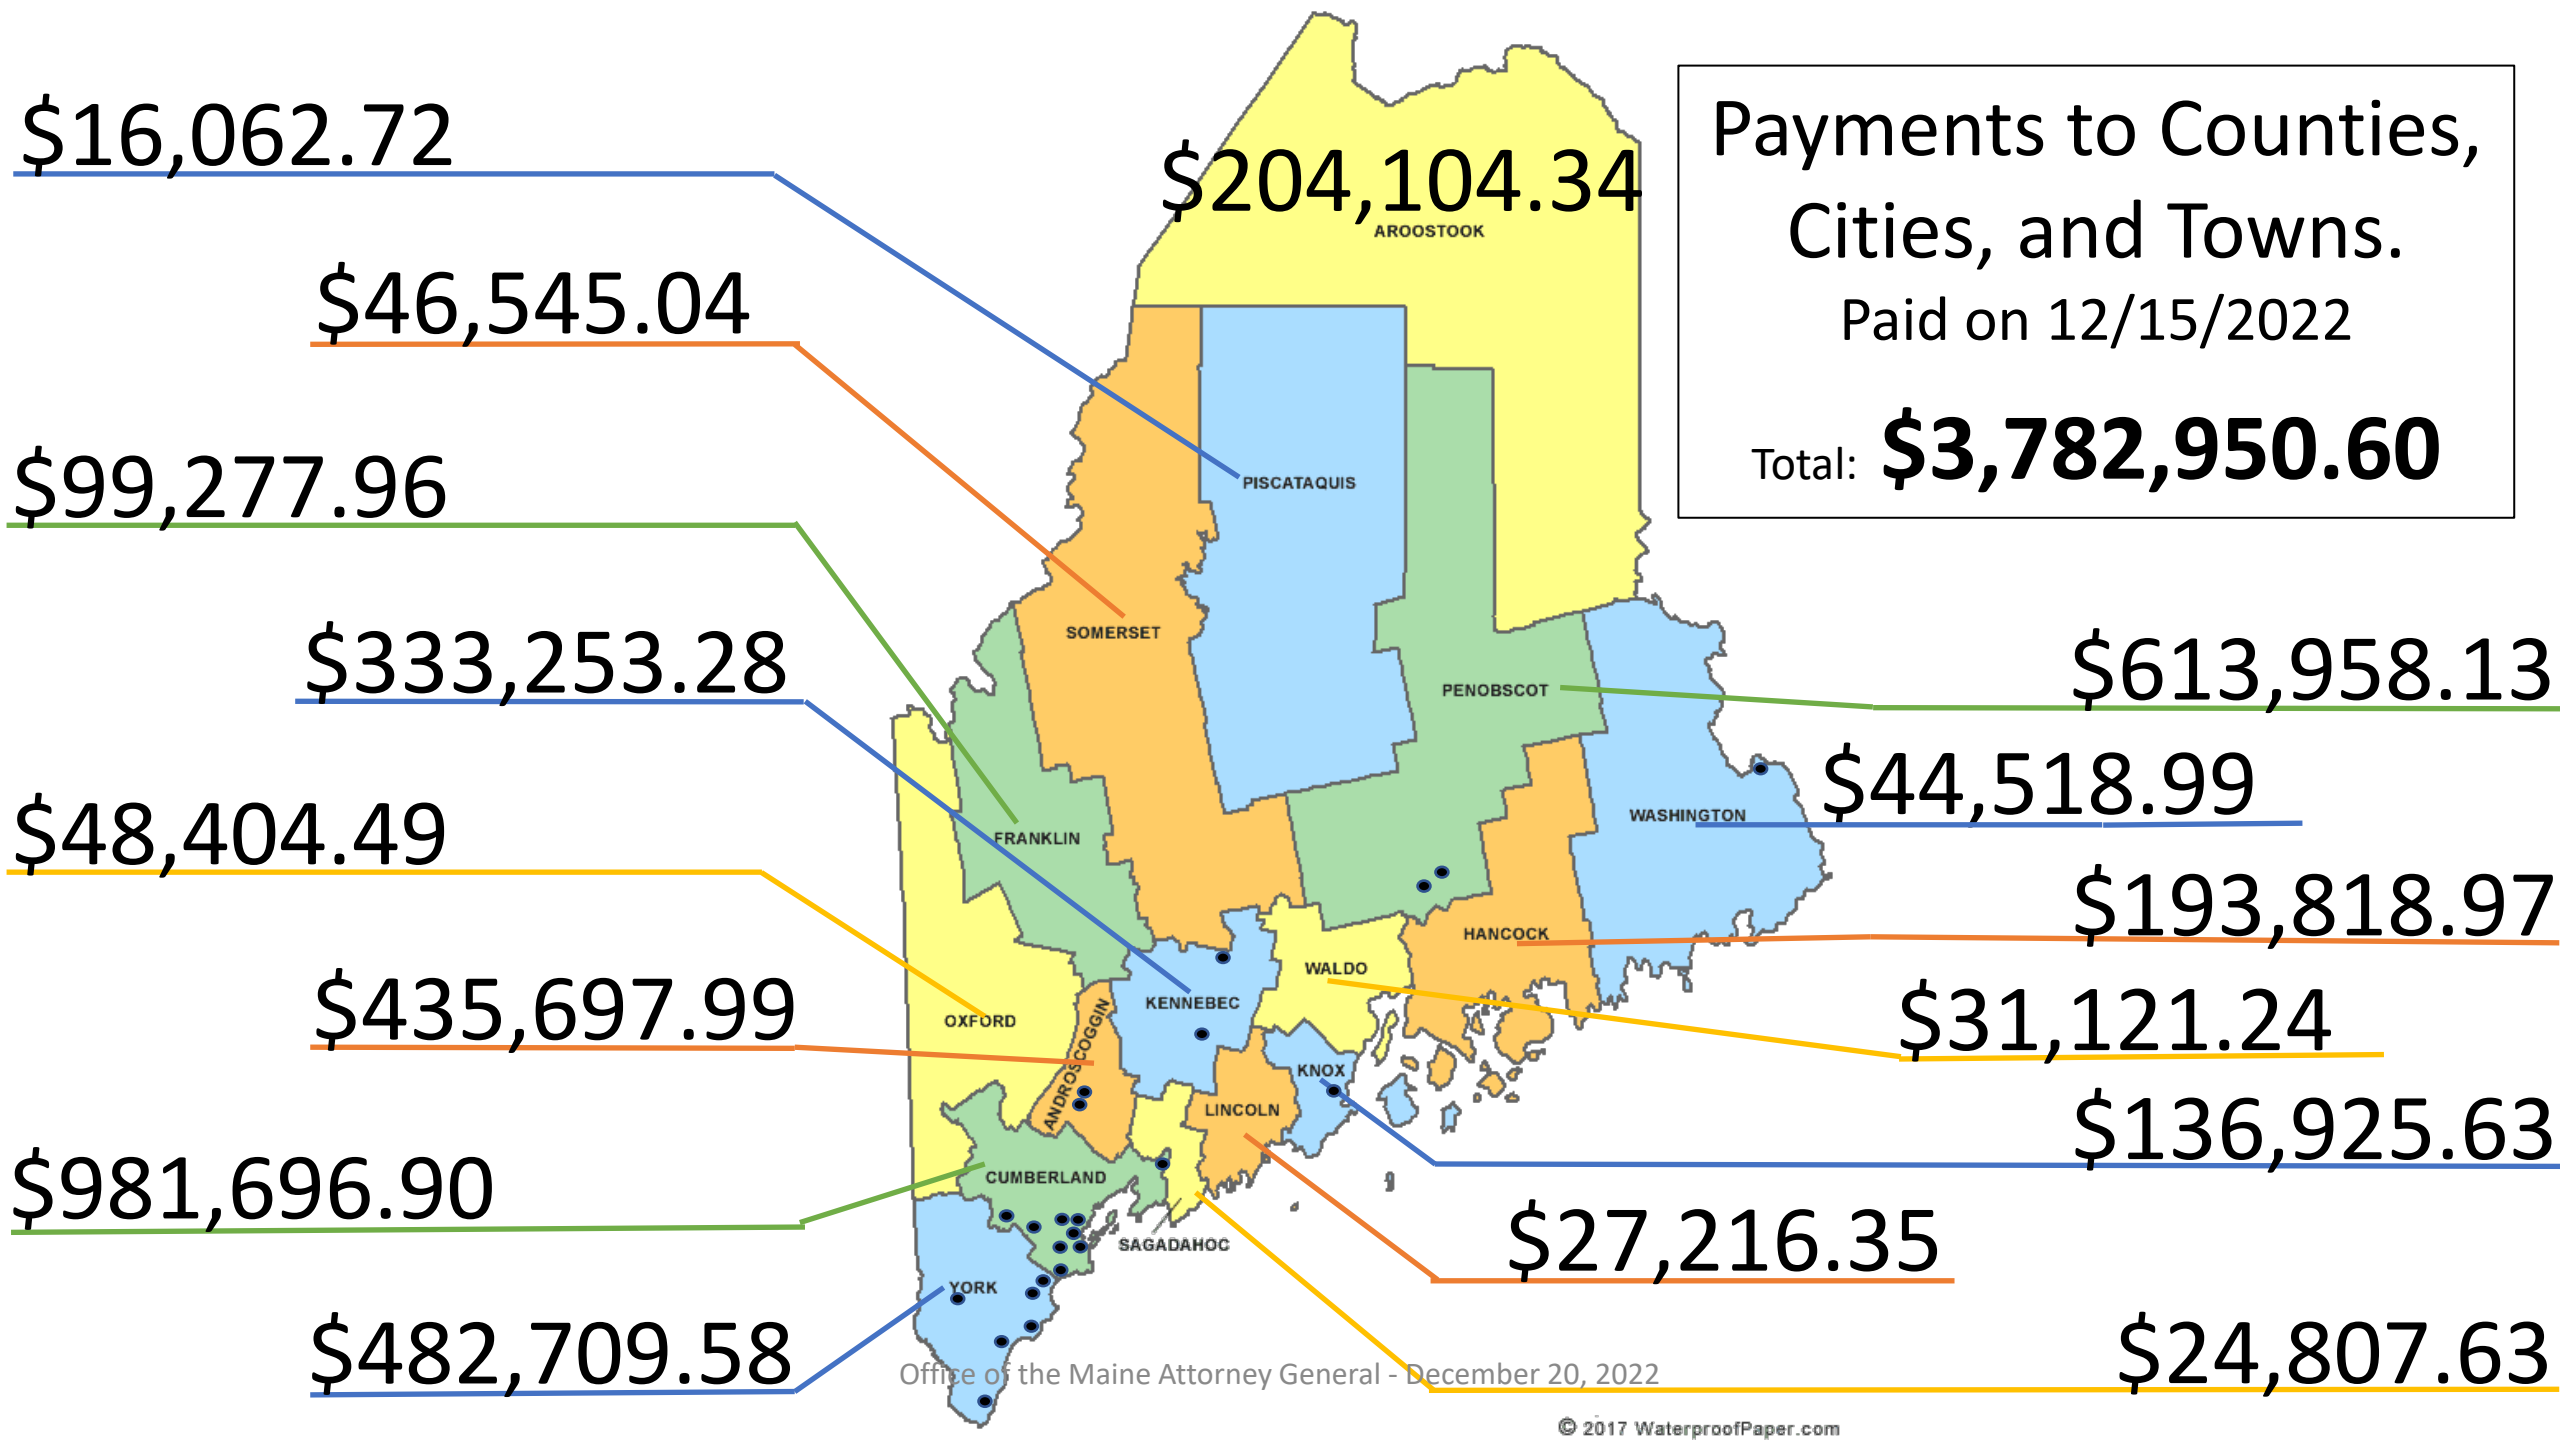 $16,062.72
$204,104.34
AROOSTOOK
Payments to Counties,
Cities, and Towns.
Paid on 12/15/2022
Total: $3,782,950.60
$46,545.04
$99,277.96
PISCATAQUIS
$333,253.28
SOMERSET
PENOBSCOT
$613,958.13
$48,404.49
FRANKLIN
WASHINGTON
$44,518.99
$193,818.97
HANCOCK
WALDO
$435,697.99
OXFORD
ANDROSCOGGIN
KENNEBEC
$31,121.24
KNOX
LINCOLN
$136,925.63
$981,696.90
CUMBERLAND
SAGADAHOC
$27,216.35
YORK
$482,709.58
$24,807.63
Office of the Maine Attorney General - December 20, 2022
© 2017 WaterproofPaper.com